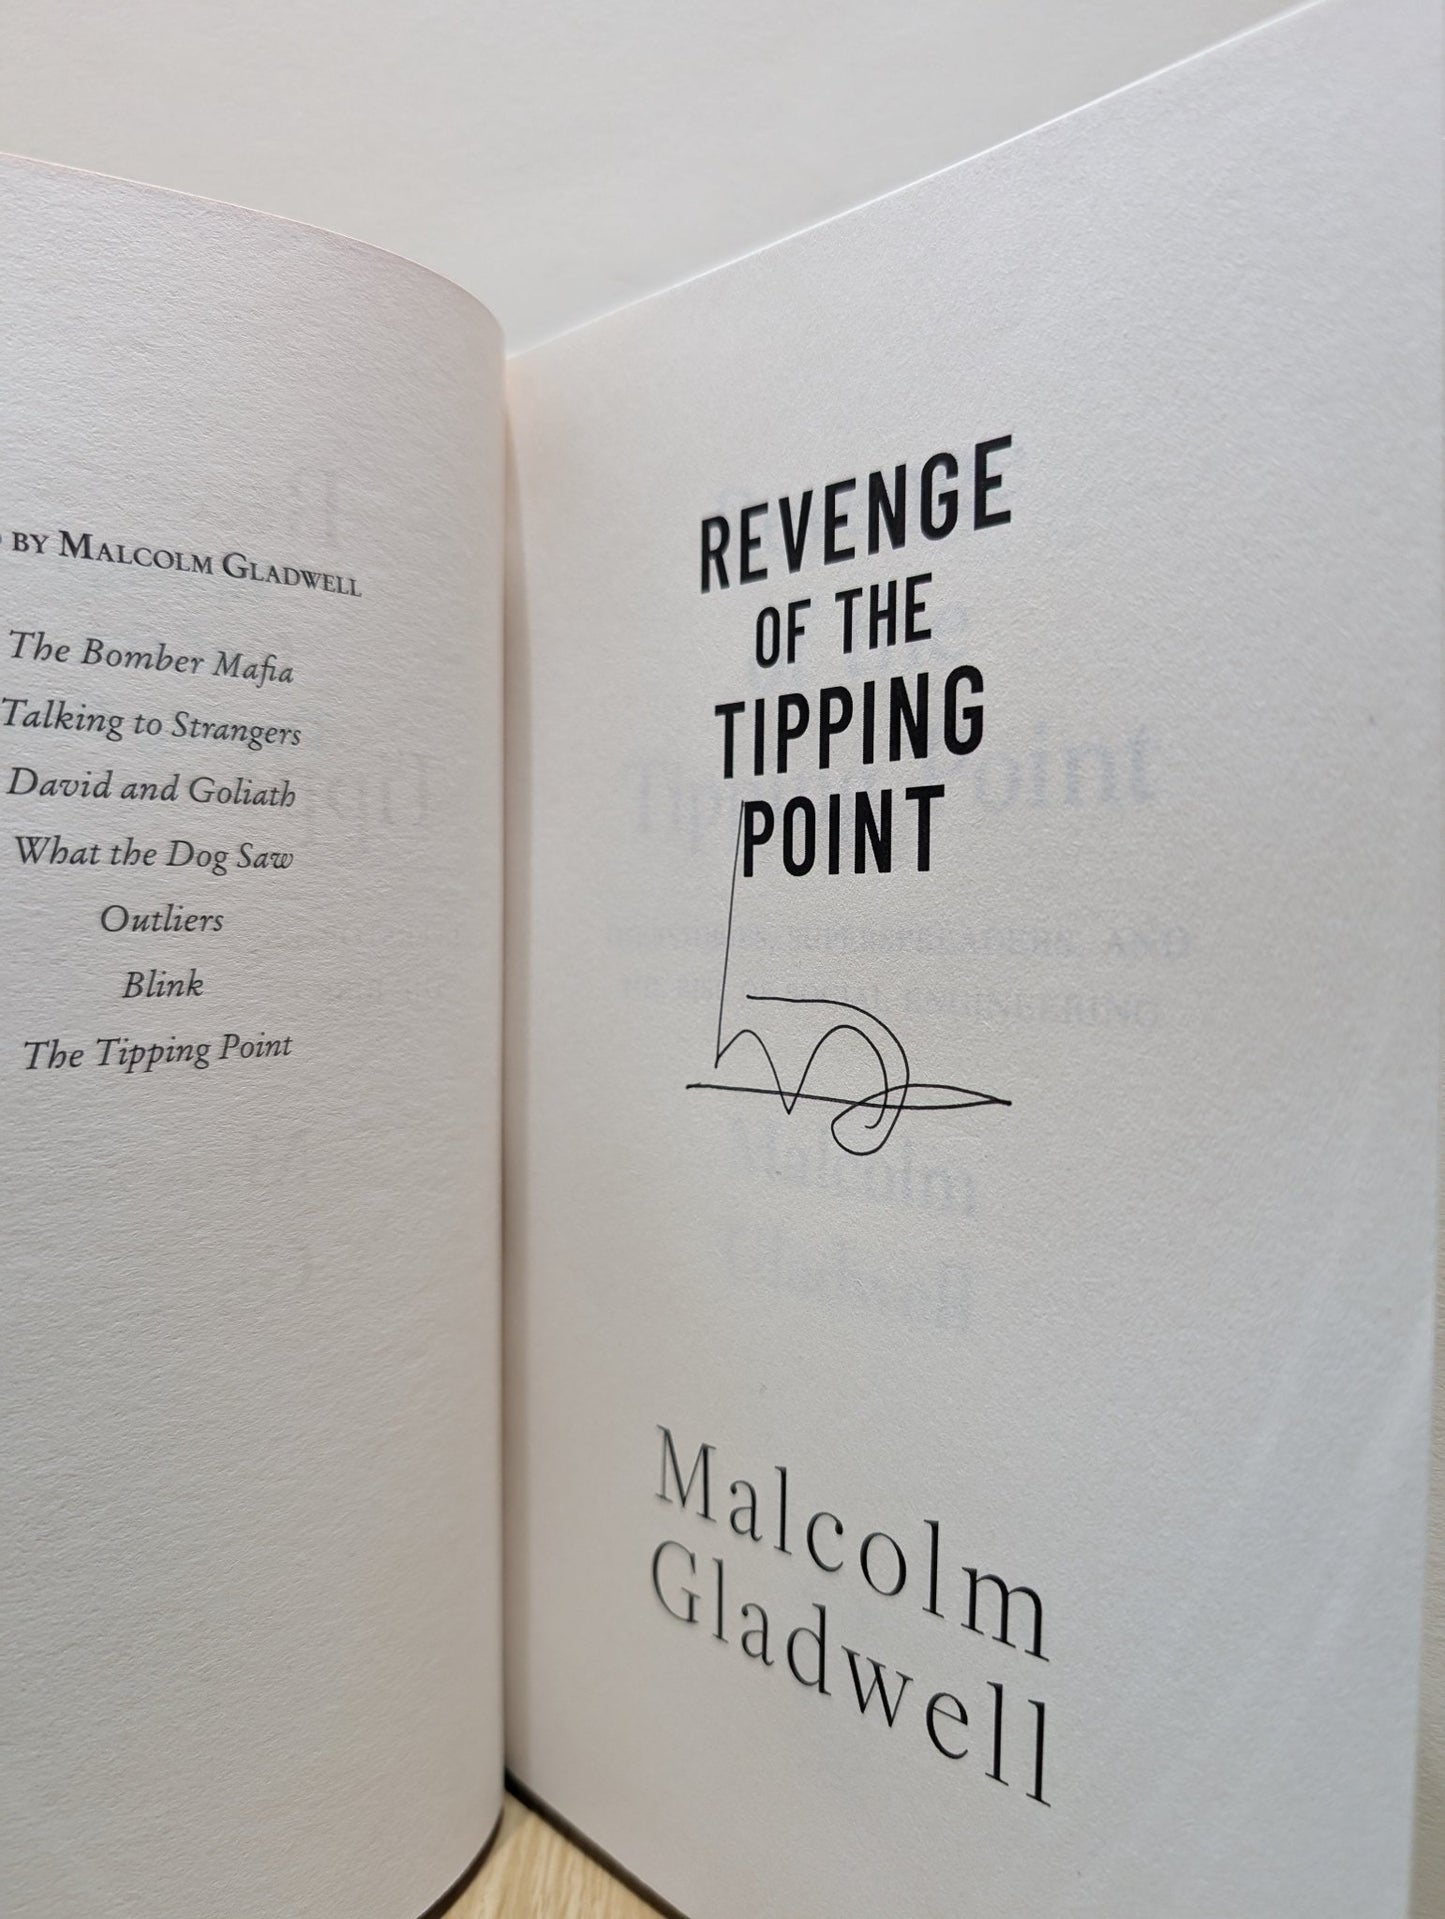 BY MALCOLM GLADWELL
The Bomber Mafia
Talking to Strangers
David and Goliath
What the Dog Saw
Outliers
Blink
The Tipping Point
REVENGE
OF THE
TIPPING
POINT
Malcolm
Gladwell